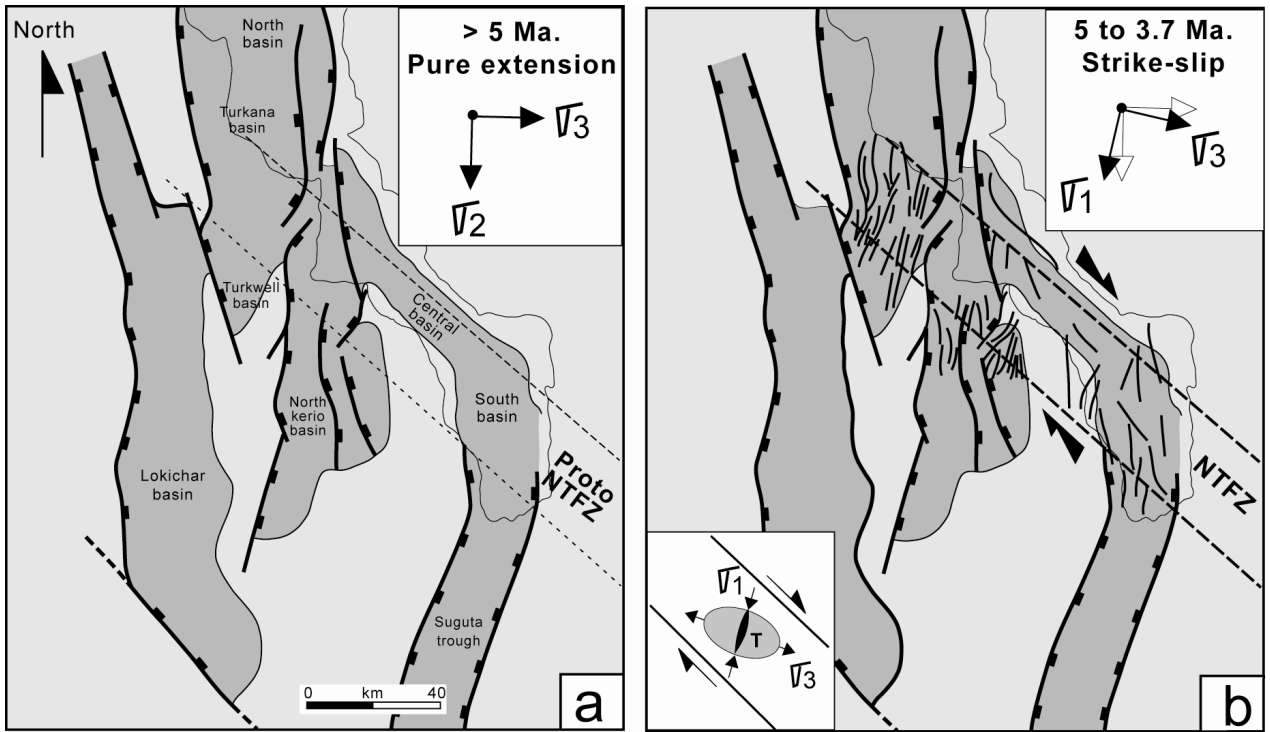 North
North
basin
> 5 Ma.
Pure extension
σ3
σ2
Turkana
basin
Turkwell
basin
Central
basin
North
kerio
basin
South
basin
Lokichar
basin
Proto
NTFZ
Suguta
trough
0 km 40
a
5 to 3.7 Ma.
Strike-slip
σ3
σ1
NTFZ
σ1
T
σ3
b